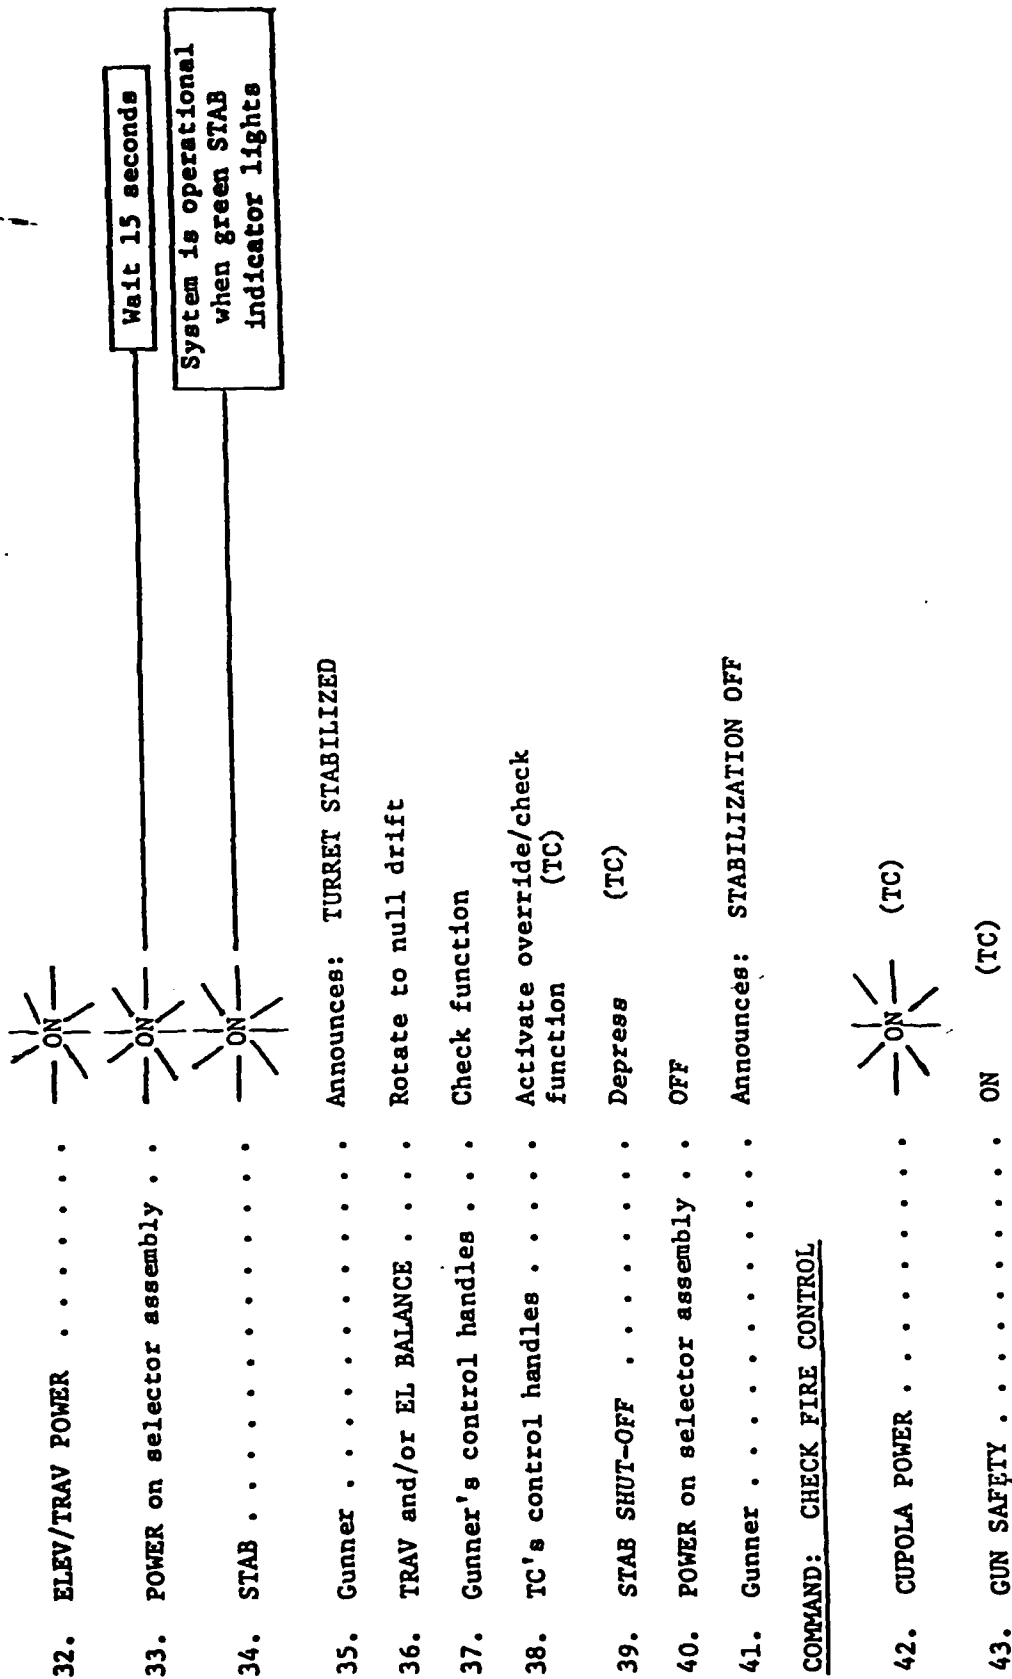 32. ELEV/TRAV POWER . . . . . . . ON
33. POWER on selector assembly . . ON Wait 15 seconds
34. STAB . . . . . . . . . . . . . ON System is operational
when green STAB
indicator lights
35. Gunner . . . . . . . . . . . . Announces: TURRET STABILIZED
36. TRAV and/or EL BALANCE . . . . Rotate to null drift
37. Gunner's control handles . . . Check function
38. TC's control handles . . . . . Activate override/check
function (TC)
39. STAB SHUT-OFF . . . . . . . . Depress (TC)
40. POWER on selector assembly . . OFF
41. Gunner . . . . . . . . . . . . Announces: STABILIZATION OFF
COMMAND: CHECK FIRE CONTROL
42. CUPOLA POWER . . . . . . . . . ON (TC)
43. GUN SAFETY . . . . . . . . . . ON (TC)